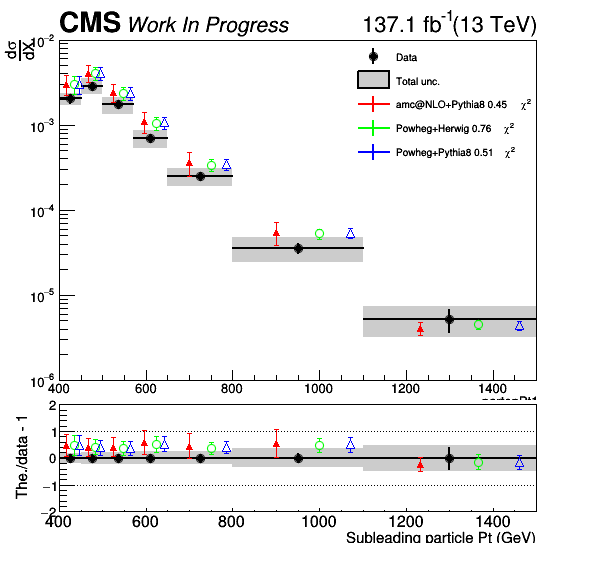 CMS Work In Progress 137.1 fb⁻¹(13 TeV)
dσ
dX
10⁻²
10⁻³
10⁻⁴
10⁻⁵
10⁻⁶
Data
Total unc.
amc@NLO+Pythia8 0.45 χ²
Powheg+Herwig 0.76 χ²
Powheg+Pythia8 0.51 χ²
400 600 800 1000 1200 1400
The./data - 1
2
1
0
−1
−2
400 600 800 1000 1200 1400
Subleading particle Pt (GeV)